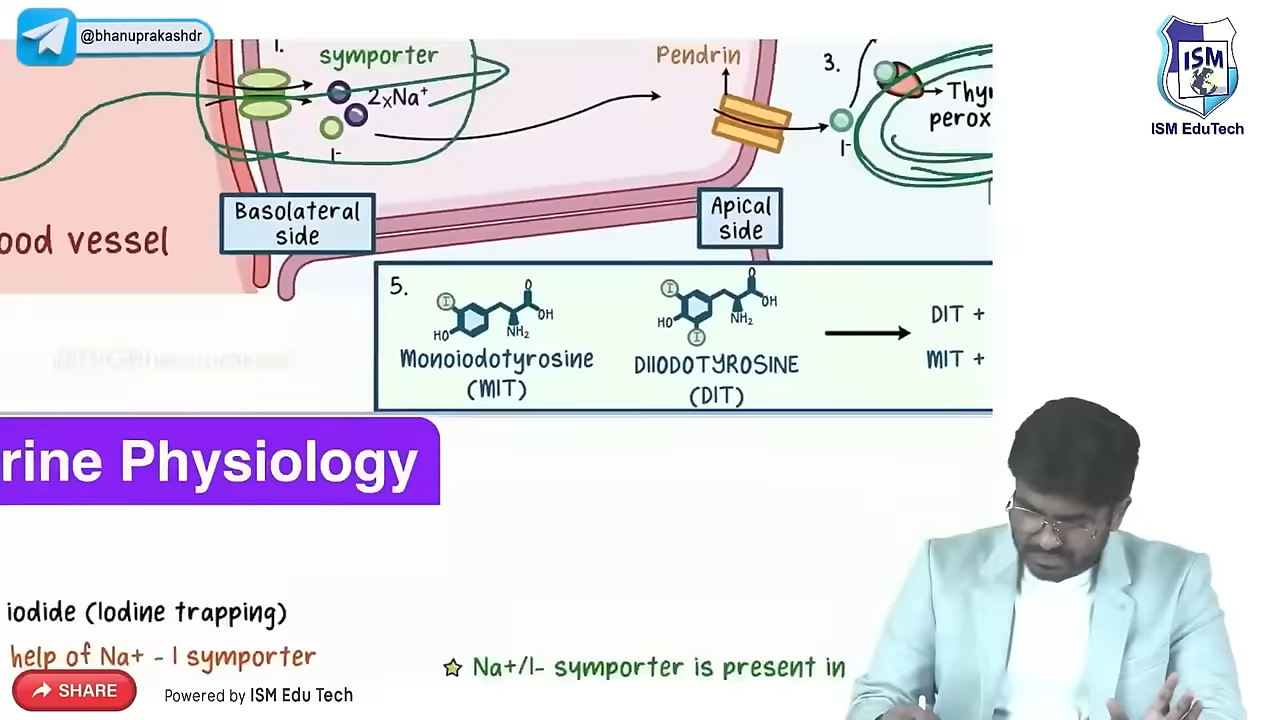 @bhanuprakashdr
ISM
ISM EduTech
1.
symporter
2xNa+
I-
Pendrin
3.
I-
Basolateral
side
Apical
side
ood vessel
5.
I
HO
O
OH
NH₂
Monoiodotyrosine
(MIT)
I
HO
I
O
OH
NH₂
DIIODOTYROSINE
(DIT)
DIT +
MIT +
rine Physiology
iodide (Iodine trapping)
help of Na+ - I symporter
Na+/I- symporter is present in
SHARE
Powered by ISM Edu Tech